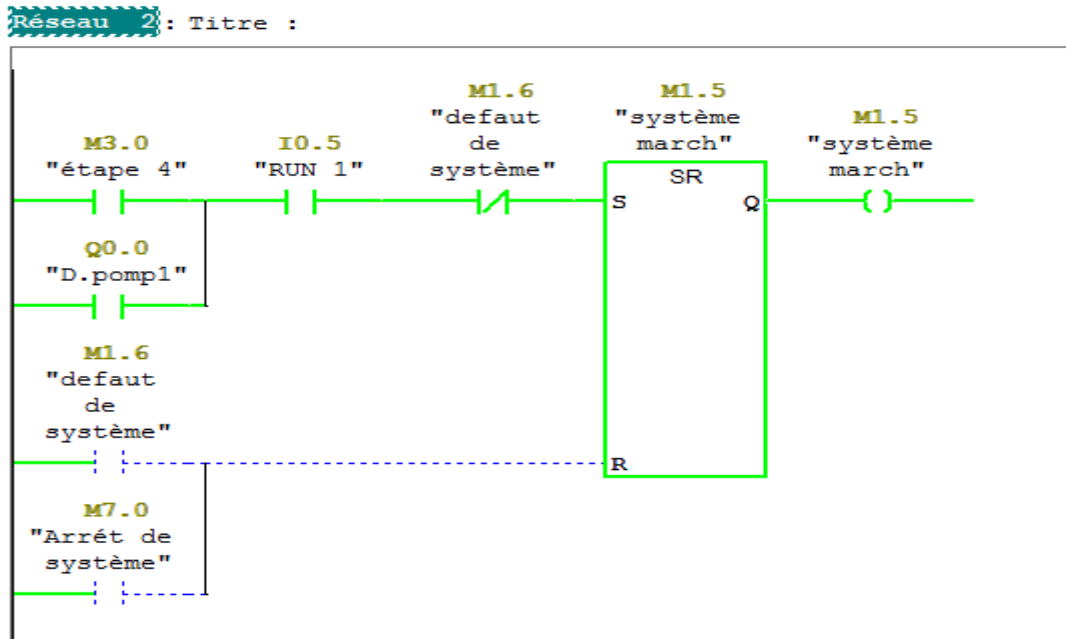 Réseau 2: Titre :
M1.6 M1.5
"defaut "système M1.5
M3.0 I0.5 de march" "système
"étape 4" "RUN 1" système" SR march"
S Q
Q0.0
"D.pomp1"
M1.6
"defaut
de
système"
R
M7.0
"Arrét de
système"